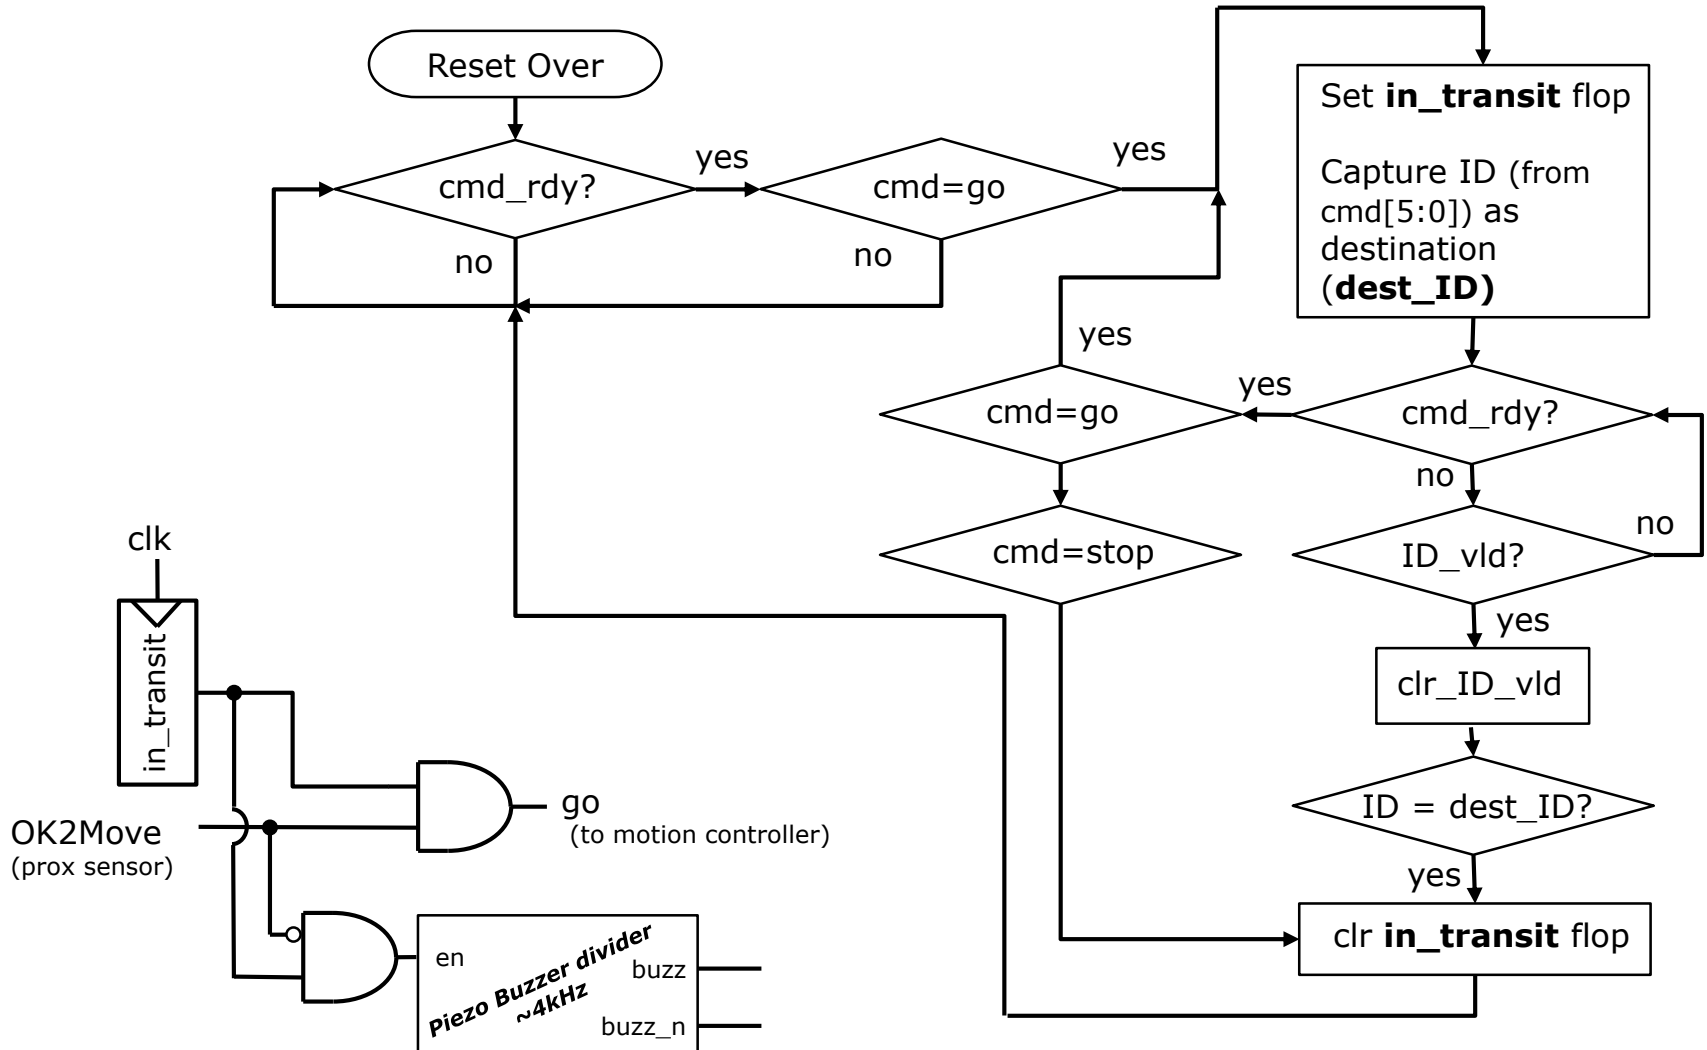 Reset Over
cmd_rdy?
yes
no
cmd=go
yes
no
Set in_transit flop
Capture ID (from
cmd[5:0]) as
destination
(dest_ID)
cmd_rdy?
yes
no
cmd=go
yes
cmd=stop
ID_vld?
no
yes
clr_ID_vld
ID = dest_ID?
yes
clr in_transit flop
clk
in_transit
OK2Move
(prox sensor)
go
(to motion controller)
en
Piezo Buzzer divider
~4kHz
buzz
buzz_n